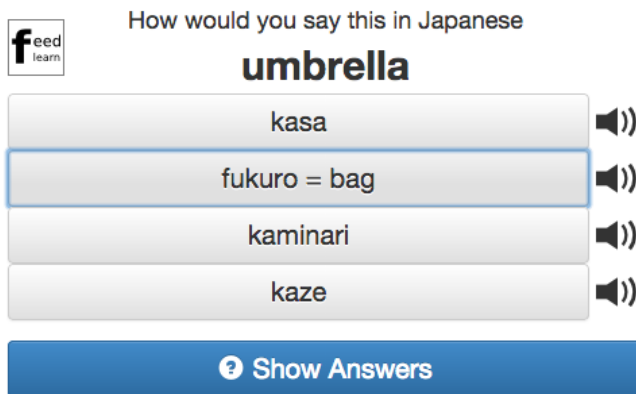 feed
learn
How would you say this in Japanese
umbrella
kasa
fukuro = bag
kaminari
kaze
? Show Answers